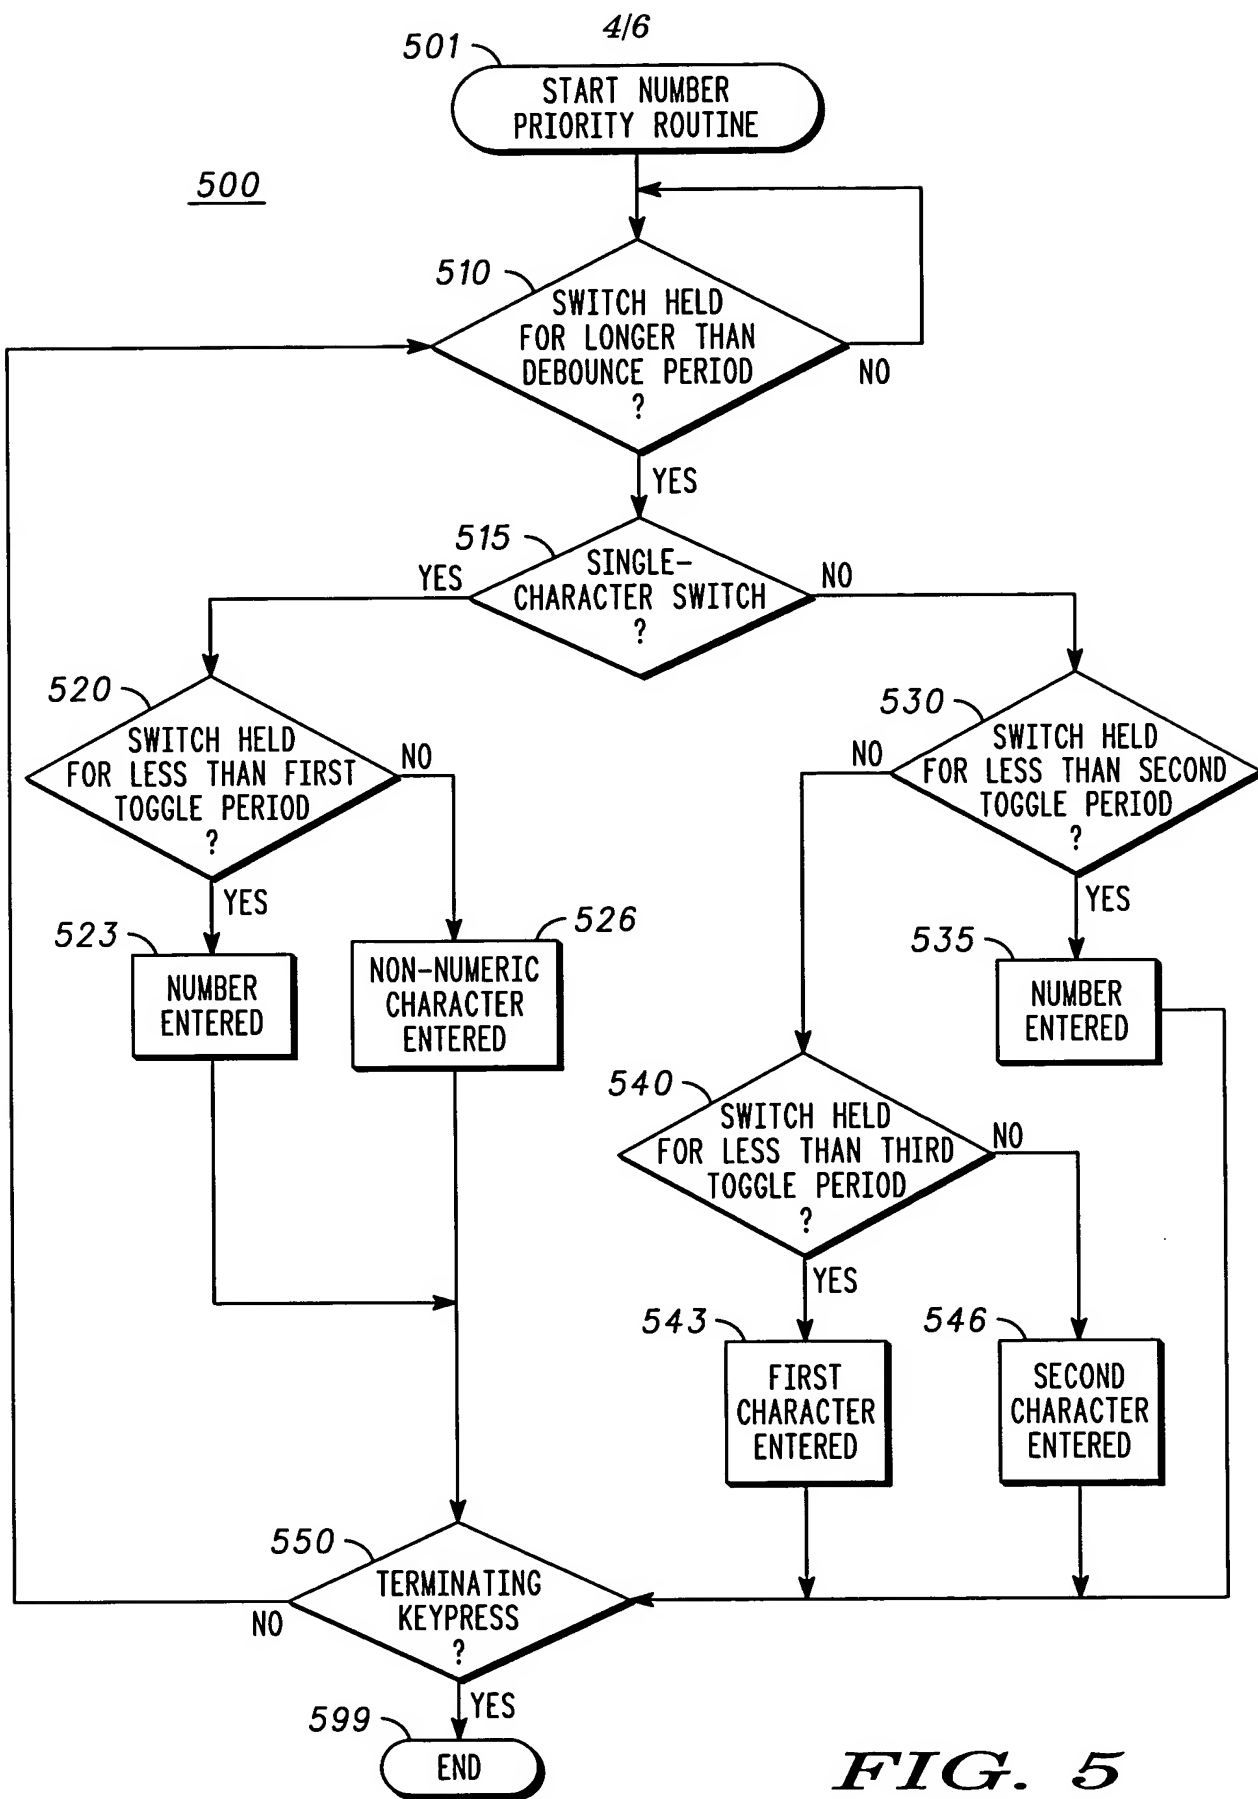 4/6
501
START NUMBER
PRIORITY ROUTINE
500
510
SWITCH HELD
FOR LONGER THAN
DEBOUNCE PERIOD
?
NO
YES
515
SINGLE-
CHARACTER SWITCH
?
YES
NO
520
SWITCH HELD
FOR LESS THAN FIRST
TOGGLE PERIOD
?
NO
YES
530
SWITCH HELD
FOR LESS THAN SECOND
TOGGLE PERIOD
?
NO
YES
523
NUMBER
ENTERED
526
NON-NUMERIC
CHARACTER
ENTERED
535
NUMBER
ENTERED
540
SWITCH HELD
FOR LESS THAN THIRD
TOGGLE PERIOD
?
NO
YES
543
FIRST
CHARACTER
ENTERED
546
SECOND
CHARACTER
ENTERED
550
TERMINATING
KEYPRESS
?
NO
YES
599
END
FIG. 5